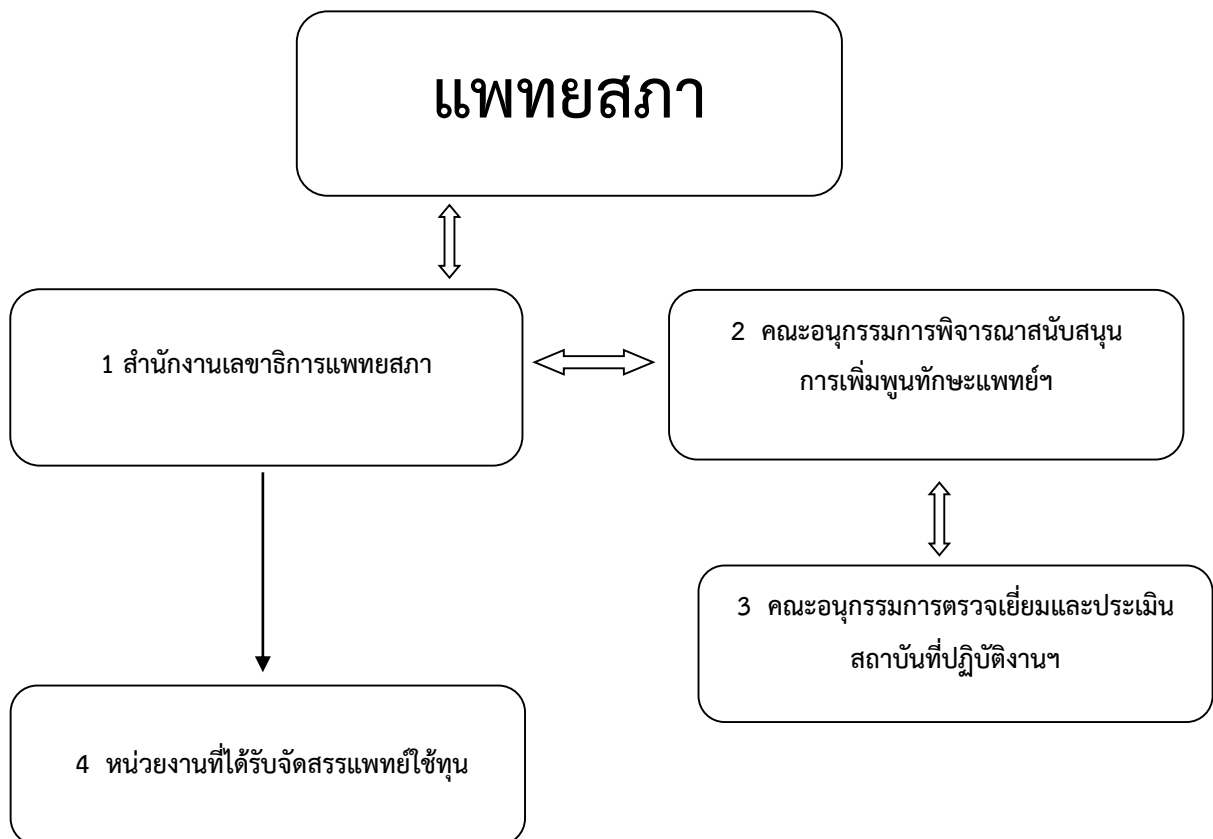 แพทยสภา
1 สำนักงานเลขาธิการแพทยสภา
2 คณะอนุกรรมการพิจารณาสนับสนุน
การเพิ่มพูนทักษะแพทย์ฯ
3 คณะอนุกรรมการตรวจเยี่ยมและประเมิน
สถาบันที่ปฏิบัติงานฯ
4 หน่วยงานที่ได้รับจัดสรรแพทย์ใช้ทุน